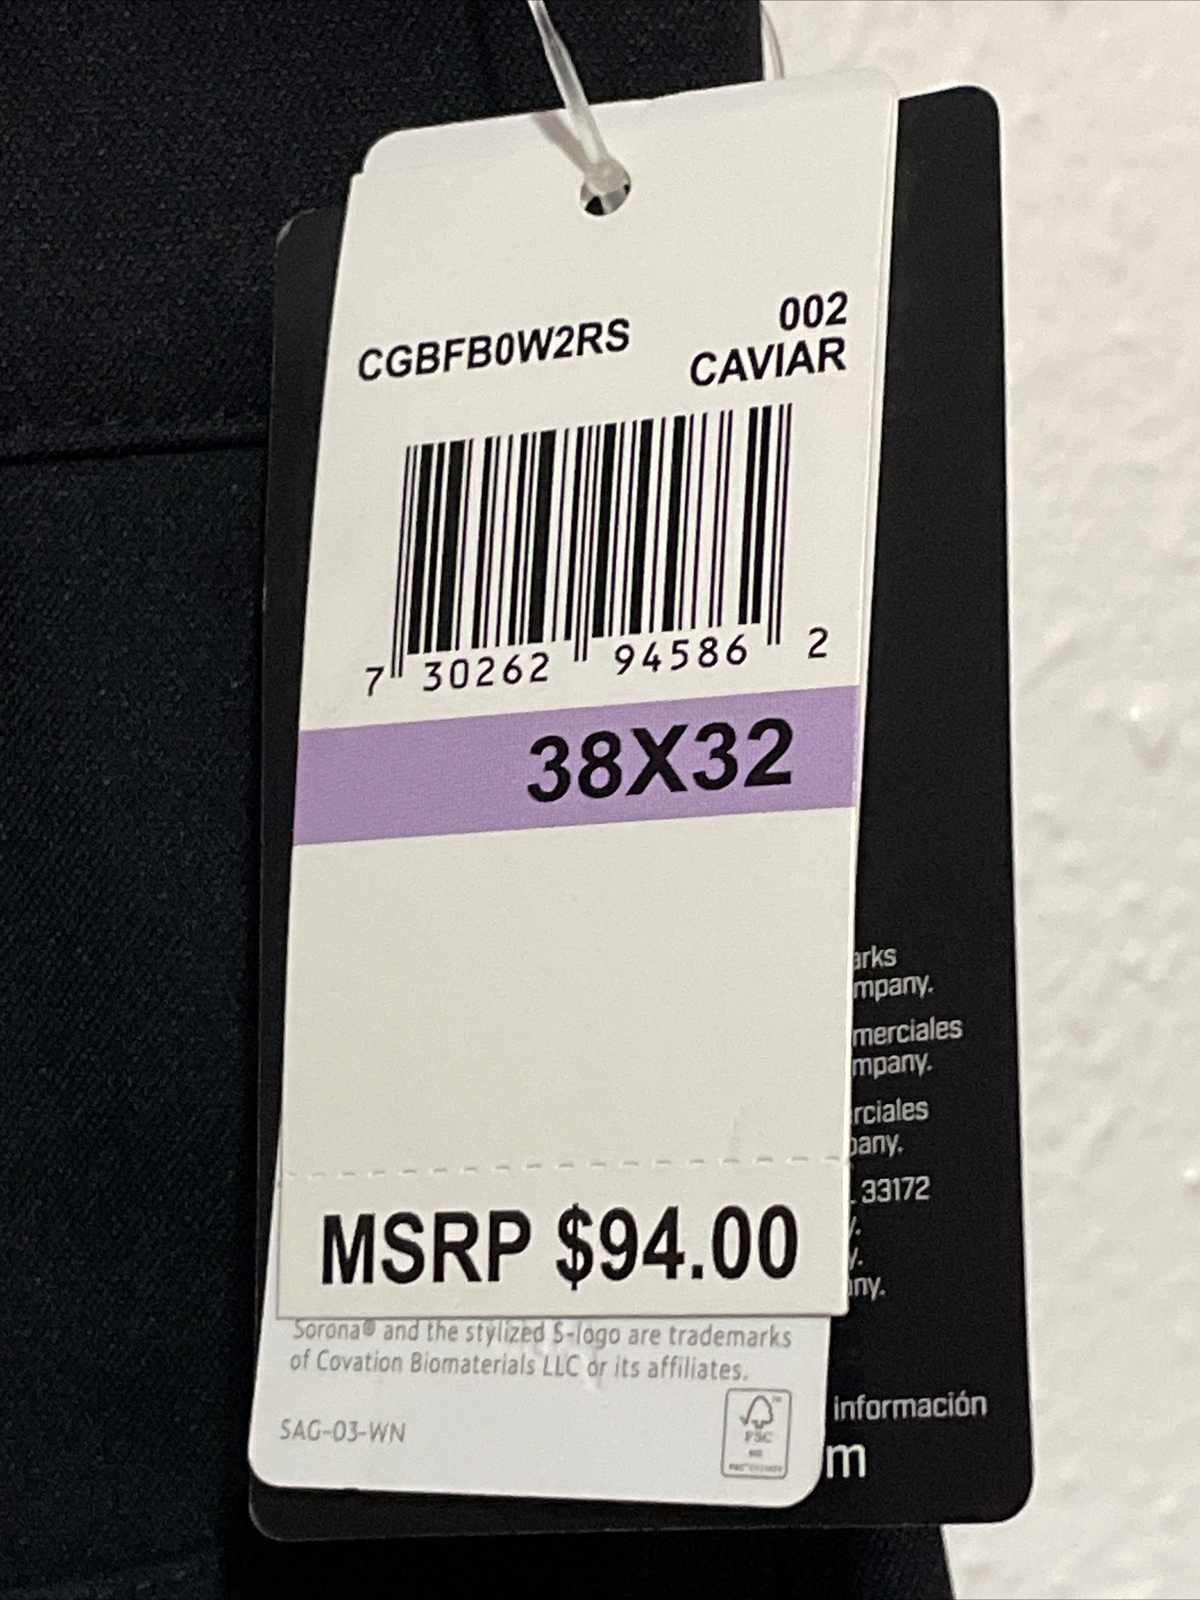 002
CGBFB0W2RS CAVIAR
7 30262 94586 2
38X32
MSRP $94.00
Sorona® and the stylized S-logo are trademarks
of Covation Biomaterials LLC or its affiliates.
SAG-03-WN
FSC
arks
mpany.
merciales
mpany.
rciales
pany.
33172
y.
y.
any.
información
m